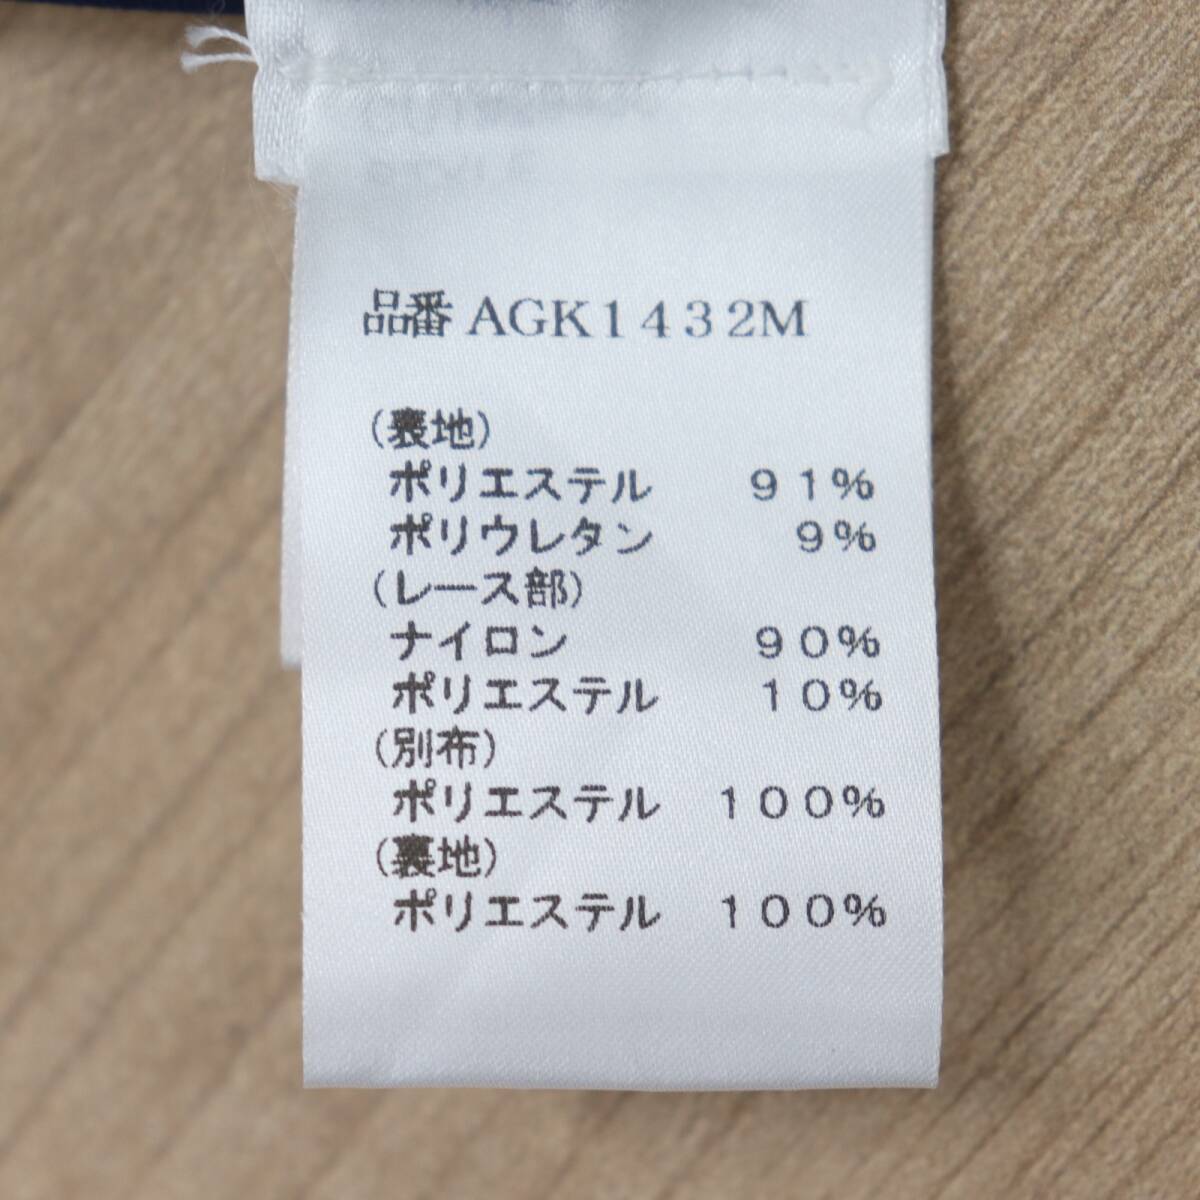 品番 AGK1432M
(裏地)
ポリエステル 91%
ポリウレタン 9%
(レース部)
ナイロン 90%
ポリエステル 10%
(別布)
ポリエステル 100%
(裏地)
ポリエステル 100%